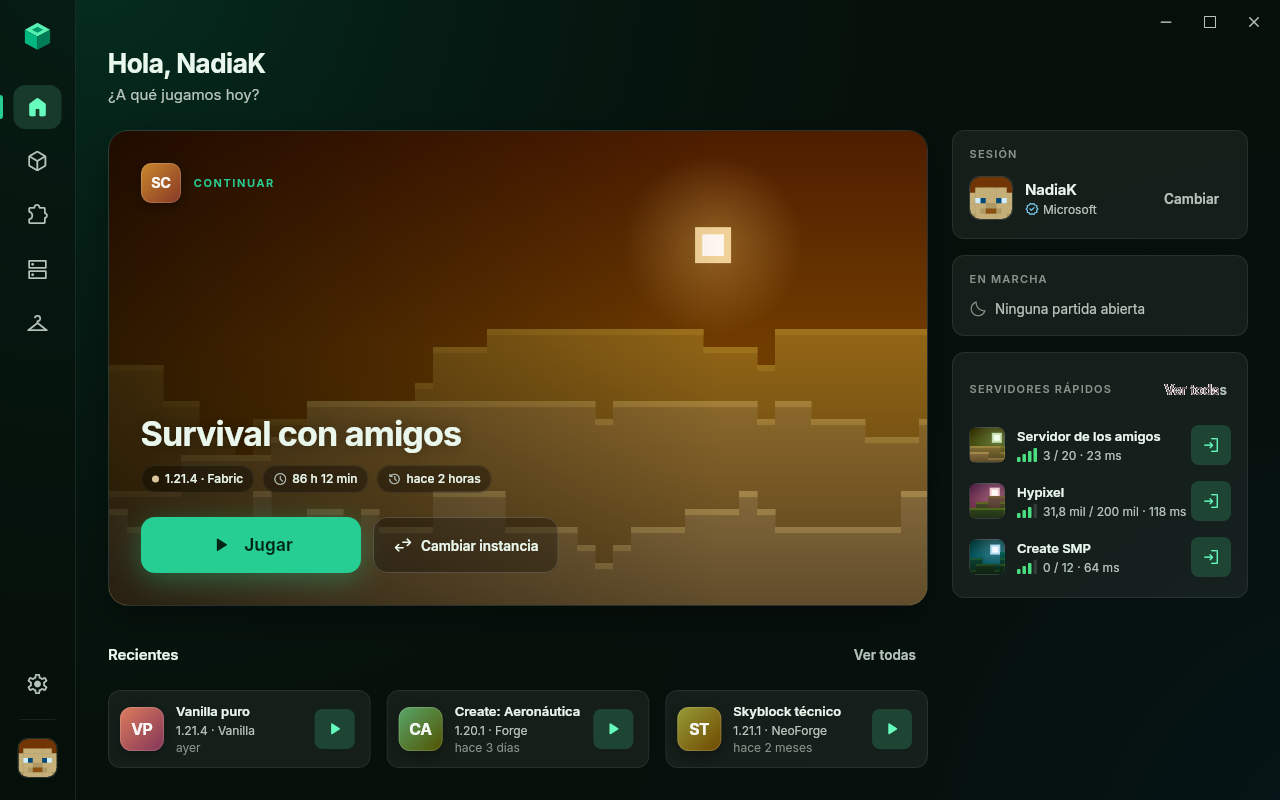 Hola, NadiaK
¿A qué jugamos hoy?
SC
CONTINUAR
Survival con amigos
1.21.4 · Fabric
86 h 12 min
hace 2 horas
Jugar
Cambiar instancia
SESIÓN
NadiaK
Microsoft
Cambiar
EN MARCHA
Ninguna partida abierta
SERVIDORES RÁPIDOS
Servidor de los amigos
3 / 20 · 23 ms
Hypixel
31,8 mil / 200 mil · 118 ms
Create SMP
0 / 12 · 64 ms
Recientes
Ver todas
VP
Vanilla puro
1.21.4 · Vanilla
ayer
CA
Create: Aeronáutica
1.20.1 · Forge
hace 3 días
ST
Skyblock técnico
1.21.1 · NeoForge
hace 2 meses